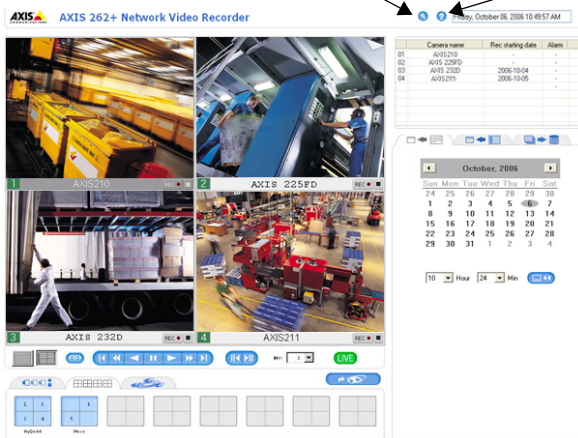 AXIS COMMUNICATIONS
AXIS 262+ Network Video Recorder
Friday, October 06, 2006 10:49:57 AM
Camera name Rec starting date Alarm
01 AXIS210 - -
02 AXIS 225FD - -
03 AXIS 232D 2006-10-04 -
04 AXIS211 2006-10-05 -
1 AXIS210 REC
2 AXIS 225FD REC
3 AXIS 232D REC
4 AXIS211 REC
October, 2006
Sun Mon Tue Wed Thu Fri Sat
24 25 26 27 28 29 30
1 2 3 4 5 6 7
8 9 10 11 12 13 14
15 16 17 18 19 20 21
22 23 24 25 26 27 28
29 30 31 1 2 3 4
10 Hour 24 Min
1
LIVE
3 4
MyQuad